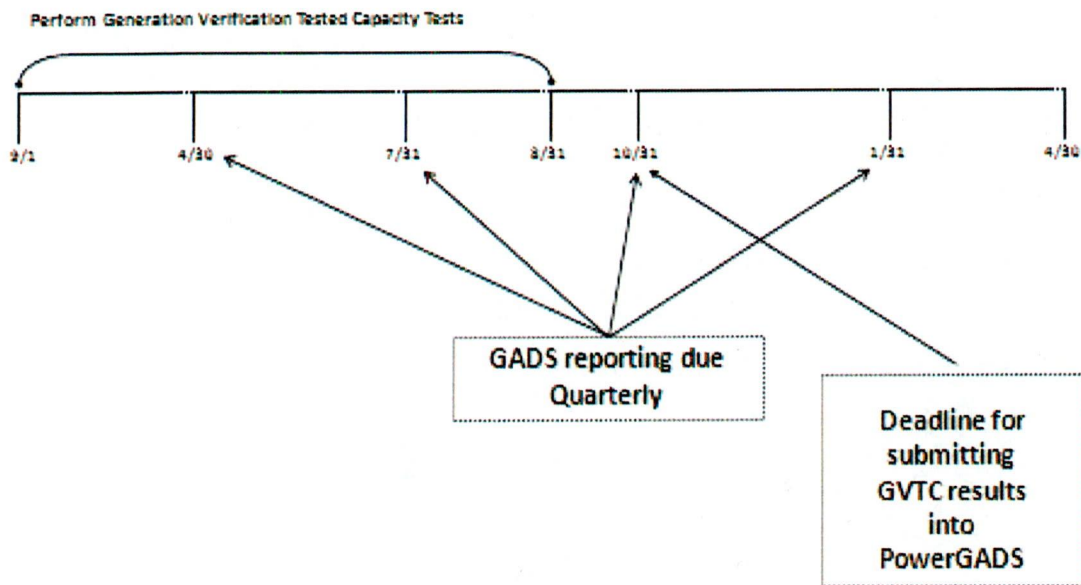 Perform Generation Verification Tested Capacity Tests
9/1
4/30
7/31
8/31
10/31
1/31
4/30
GADS reporting due
Quarterly
Deadline for
submitting
GVTC results
into
PowerGADS